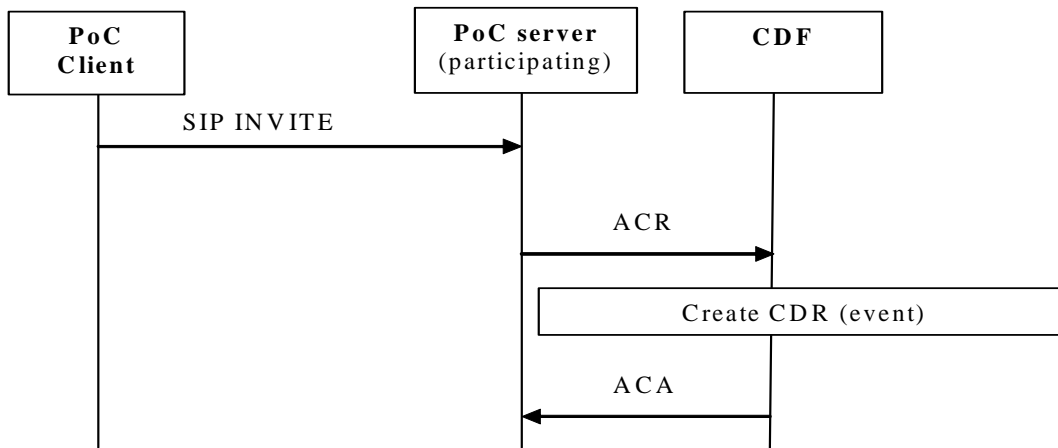 PoC
Client
PoC server
(participating)
CDF
SIP INVITE
ACR
Create CDR (event)
ACA